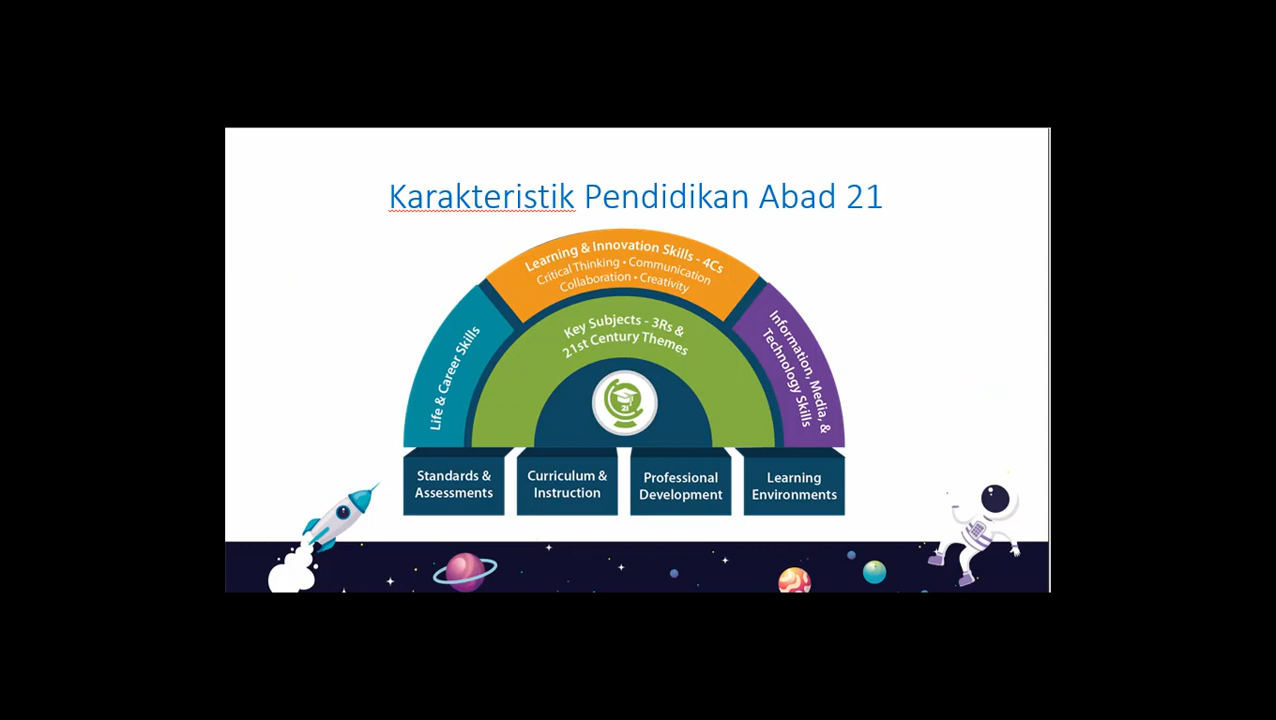 Karakteristik Pendidikan Abad 21
Learning & Innovation Skills - 4Cs
Critical Thinking • Communication
Collaboration • Creativity
Life & Career Skills
Key Subjects - 3Rs &
21st Century Themes
Information, Media, &
Technology Skills
21
Standards &
Assessments
Curriculum &
Instruction
Professional
Development
Learning
Environments